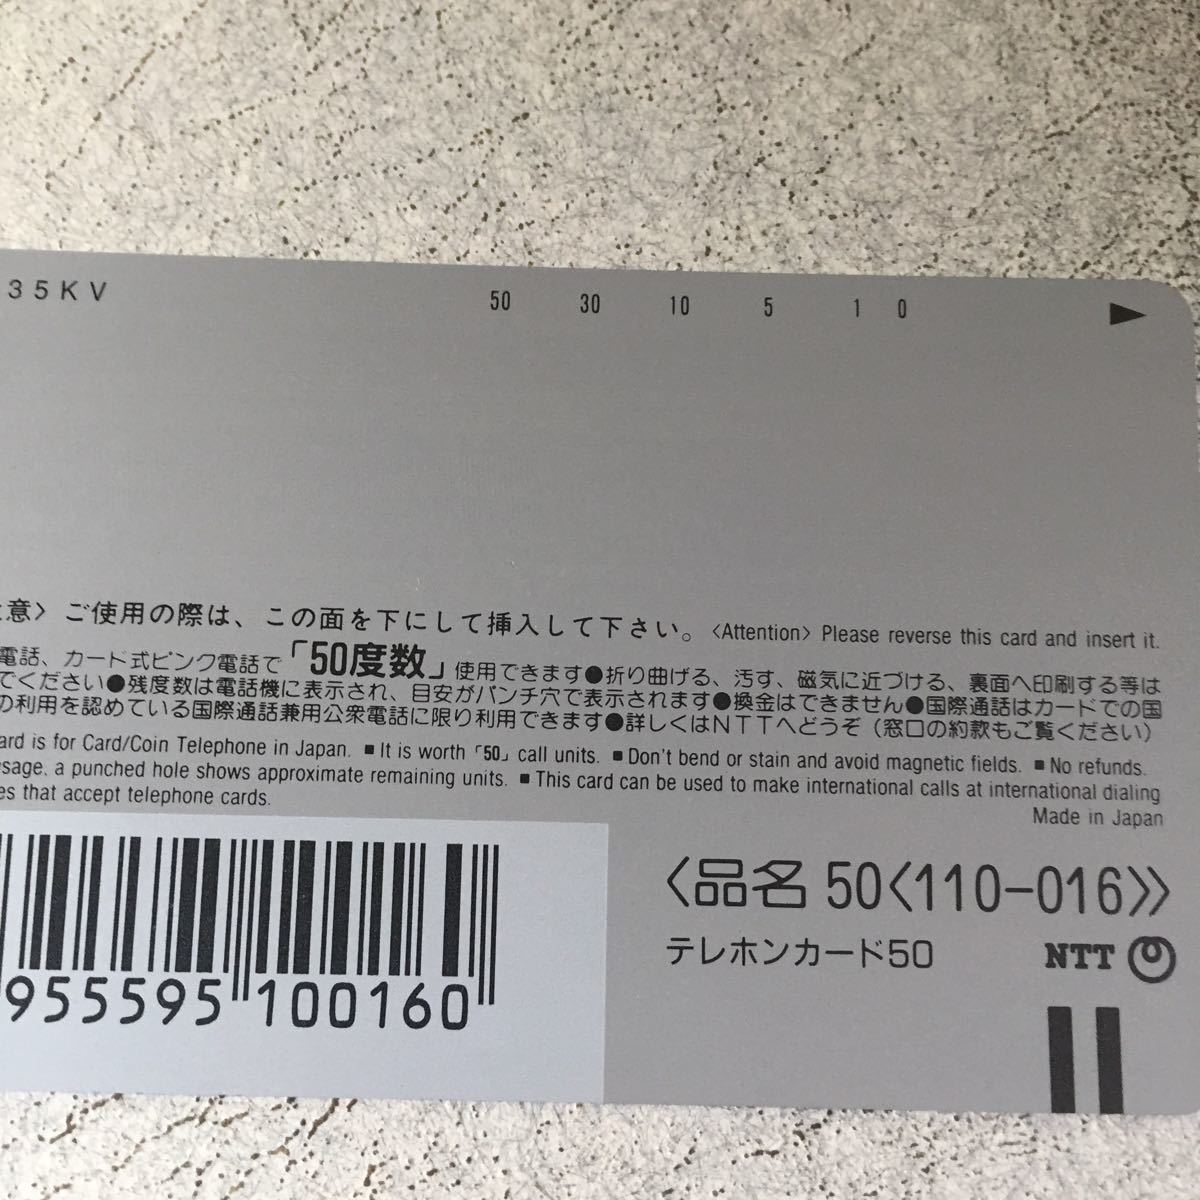 35KV 50 30 10 5 1 0
意〉ご使用の際は、この面を下にして挿入して下さい。〈Attention〉Please reverse this card and insert it.
電話、カード式ピンク電話で「50度数」使用できます●折り曲げる、汚す、磁気に近づける、裏面へ印刷する等は
でください●残度数は電話機に表示され、目安がパンチ穴で表示されます●換金はできません●国際通話はカードでの国
の利用を認めている国際通話兼用公衆電話に限り利用できます●詳しくはNTTへどうぞ（窓口の約款もご覧ください）
ard is for Card/Coin Telephone in Japan. ■ It is worth「50」call units. ■ Don't bend or stain and avoid magnetic fields. ■ No refunds.
sage, a punched hole shows approximate remaining units. ■ This card can be used to make international calls at international dialing
es that accept telephone cards.
Made in Japan
〈品名 50〈110-016〉〉
テレホンカード50 NTT
955595 100160